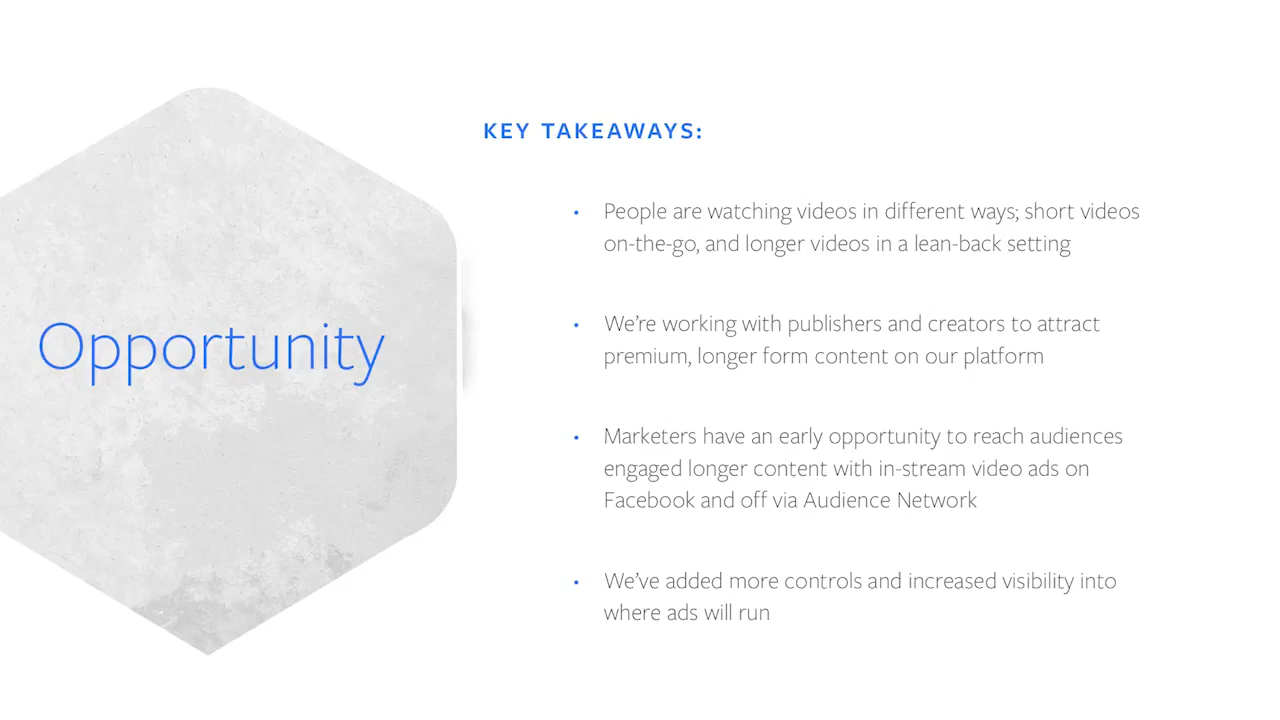 Opportunity
KEY TAKEAWAYS:
• People are watching videos in different ways; short videos
on-the-go, and longer videos in a lean-back setting
• We’re working with publishers and creators to attract
premium, longer form content on our platform
• Marketers have an early opportunity to reach audiences
engaged longer content with in-stream video ads on
Facebook and off via Audience Network
• We’ve added more controls and increased visibility into
where ads will run